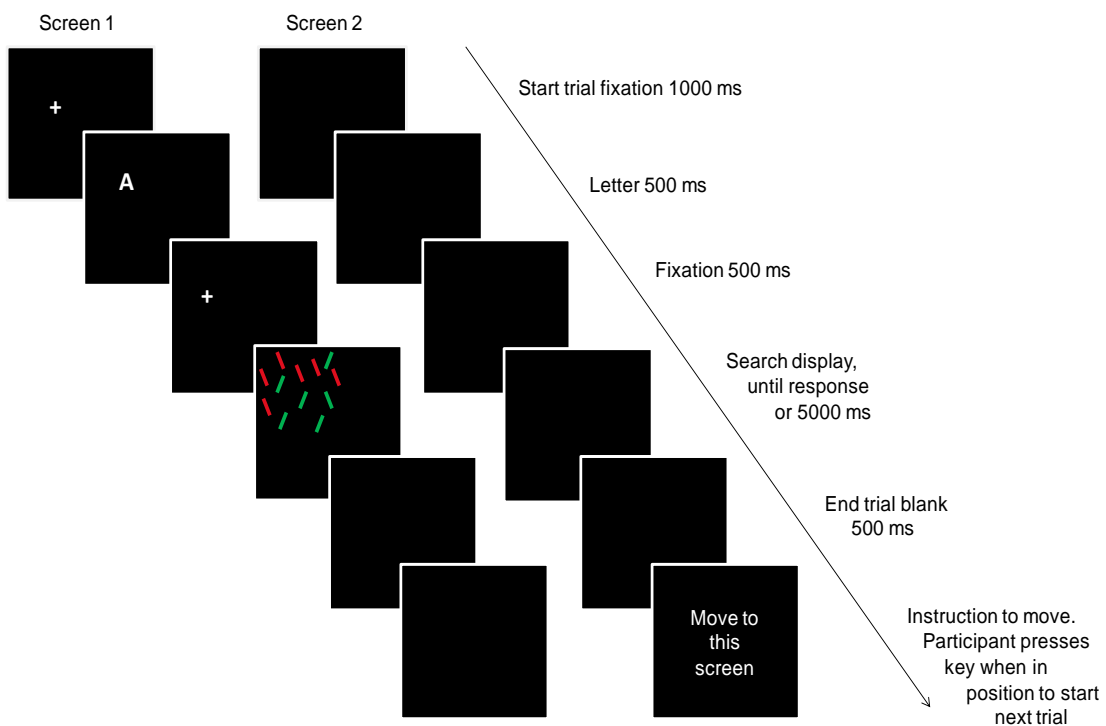 Screen 1
Screen 2
+
Start trial fixation 1000 ms
A
Letter 500 ms
+
Fixation 500 ms
Search display,
until response
or 5000 ms
End trial blank
500 ms
Move to
this
screen
Instruction to move.
Participant presses
key when in
position to start
next trial